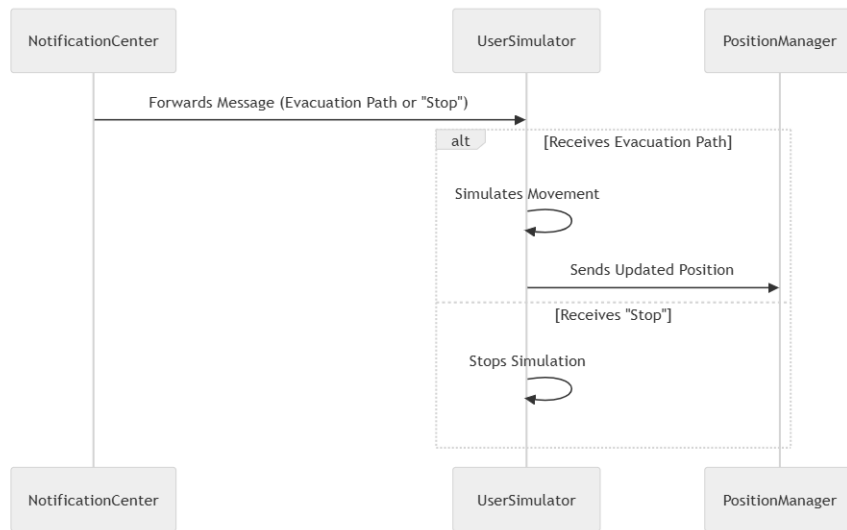 NotificationCenter
UserSimulator
PositionManager
Forwards Message (Evacuation Path or "Stop")
alt
[Receives Evacuation Path]
Simulates Movement
Sends Updated Position
[Receives "Stop"]
Stops Simulation
NotificationCenter
UserSimulator
PositionManager